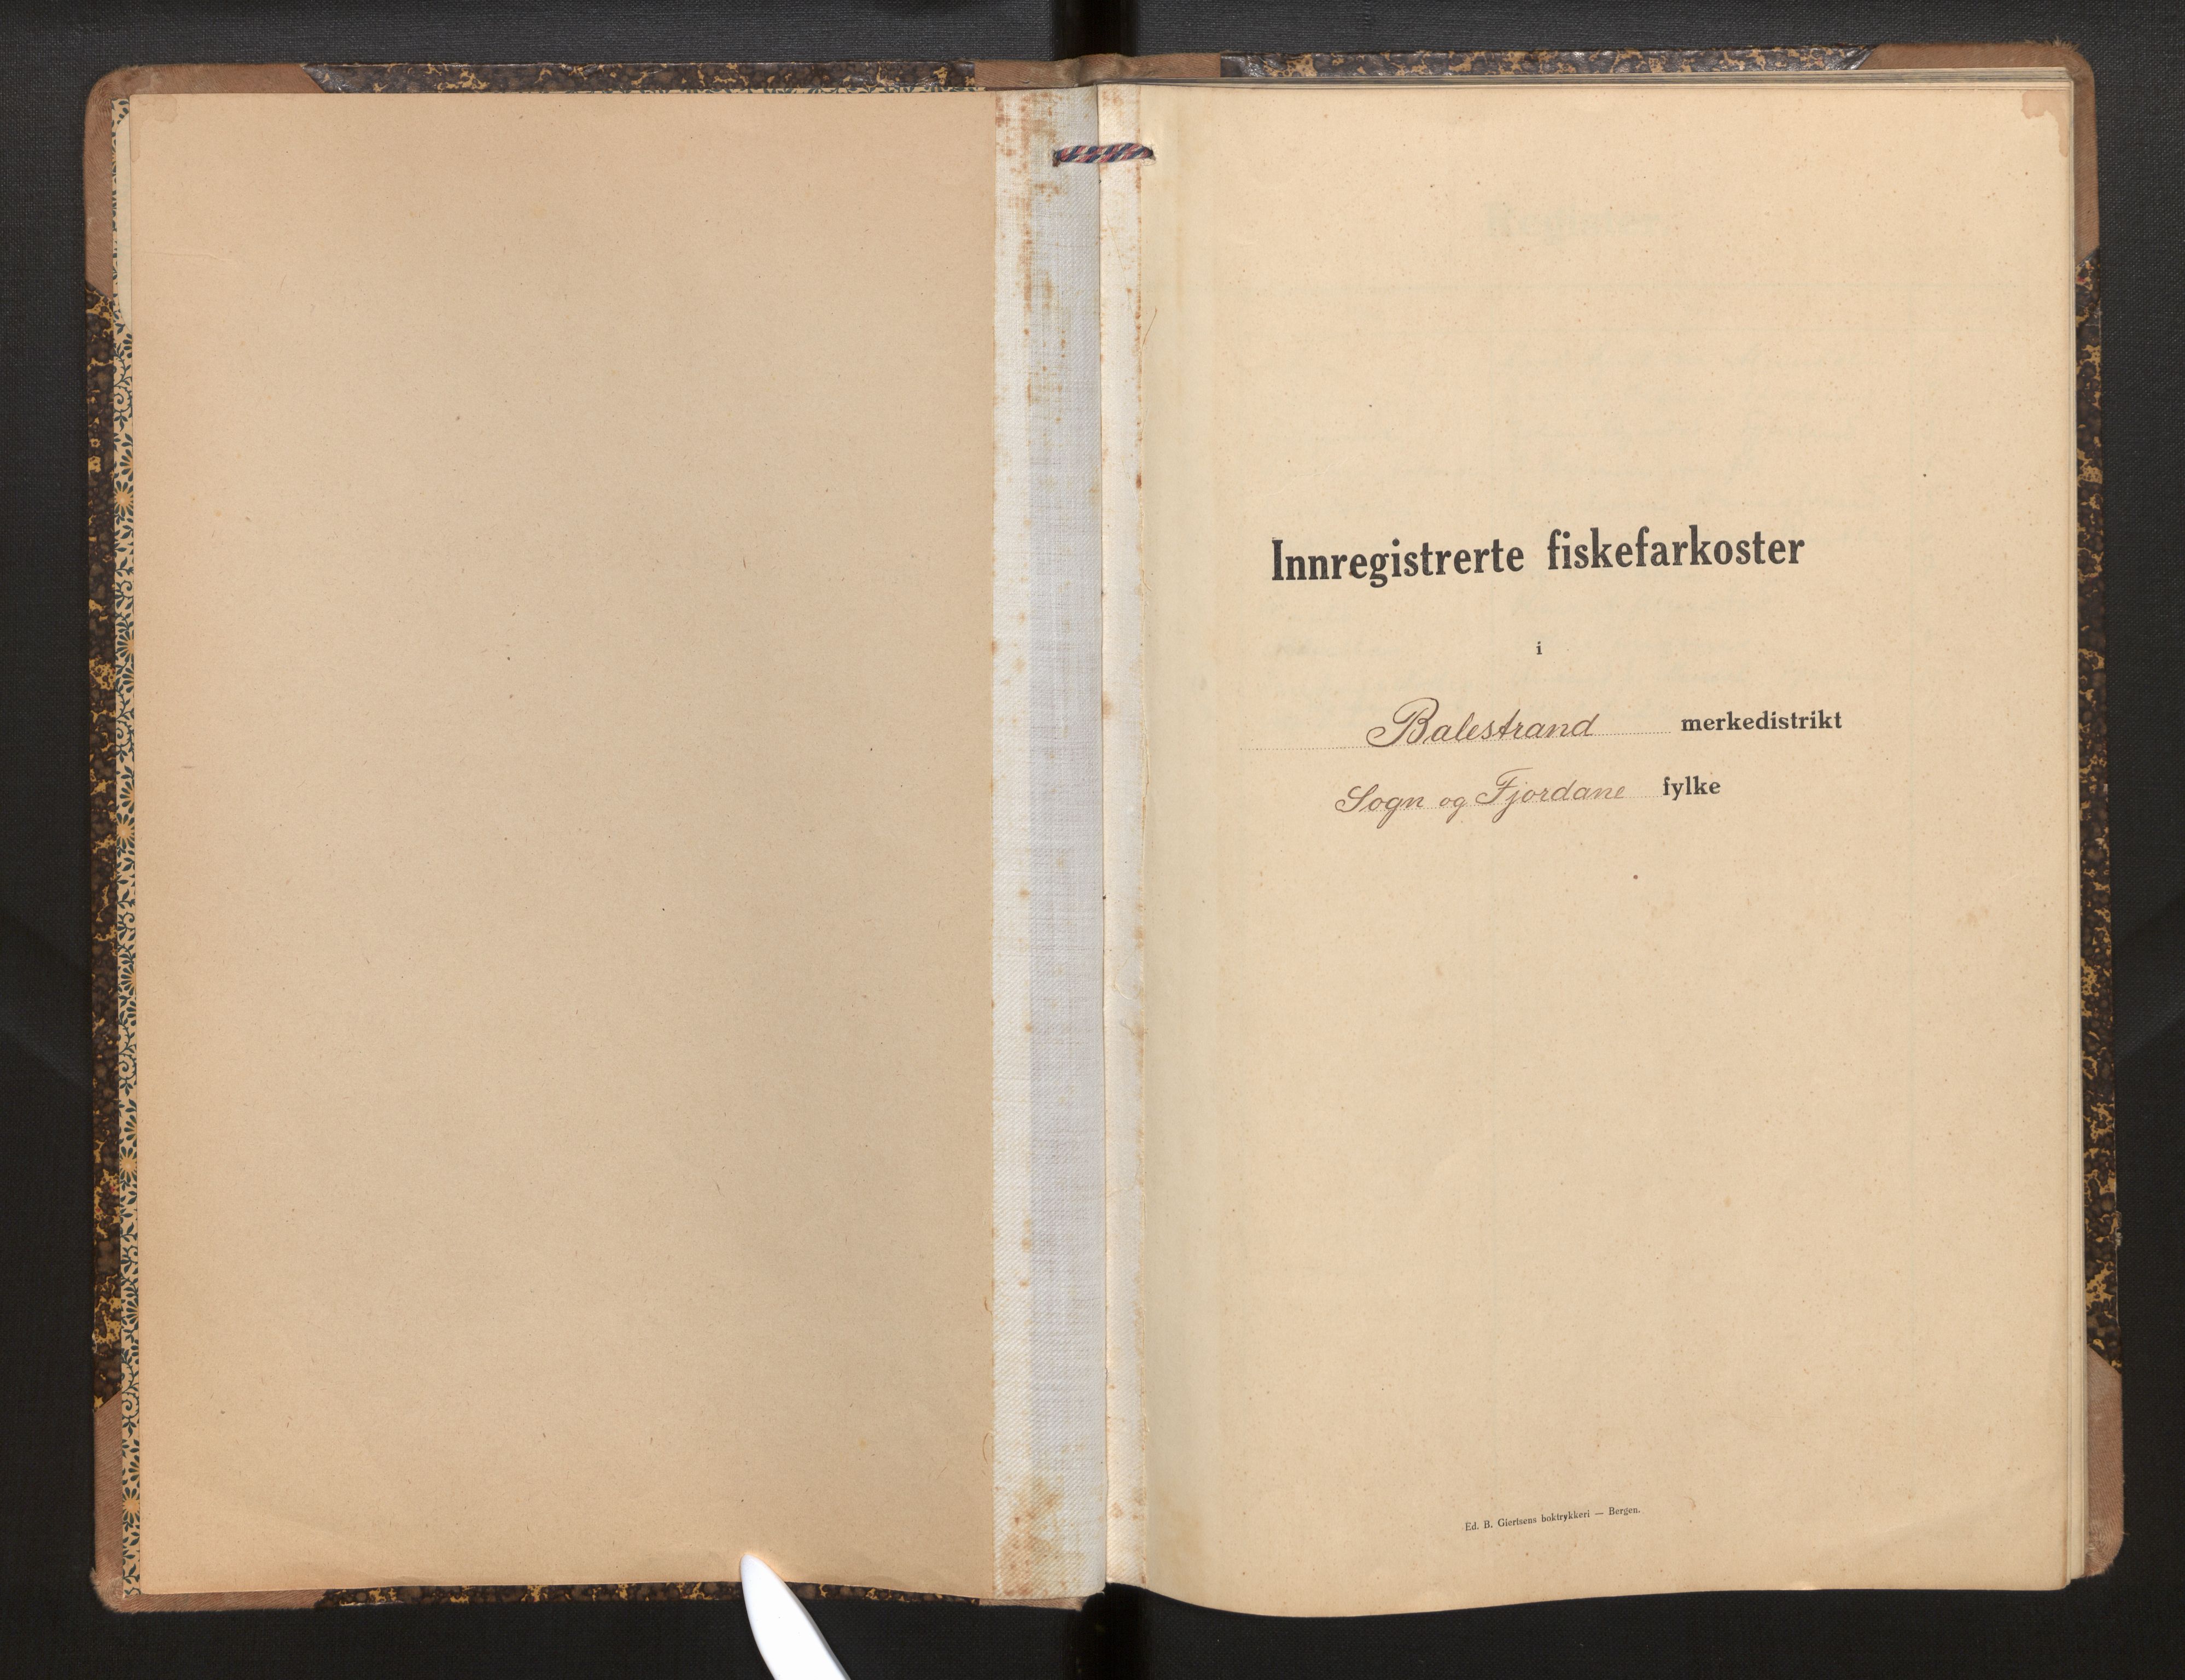 Innregistrerte fiskefarkoster
i
Balestrand merkedistrikt
Sogn og Fjordane fylke
Ed. B. Giertsens boktrykkeri — Bergen.